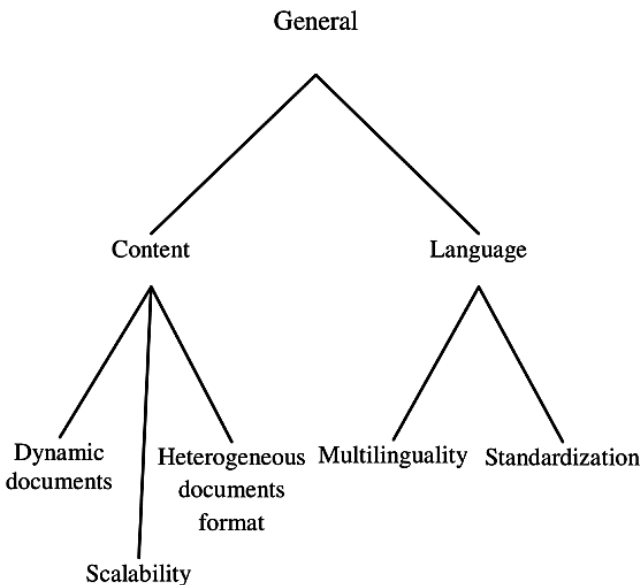 General
Content
Language
Dynamic
documents
Heterogeneous
documents
format
Multilinguality
Standardization
Scalability